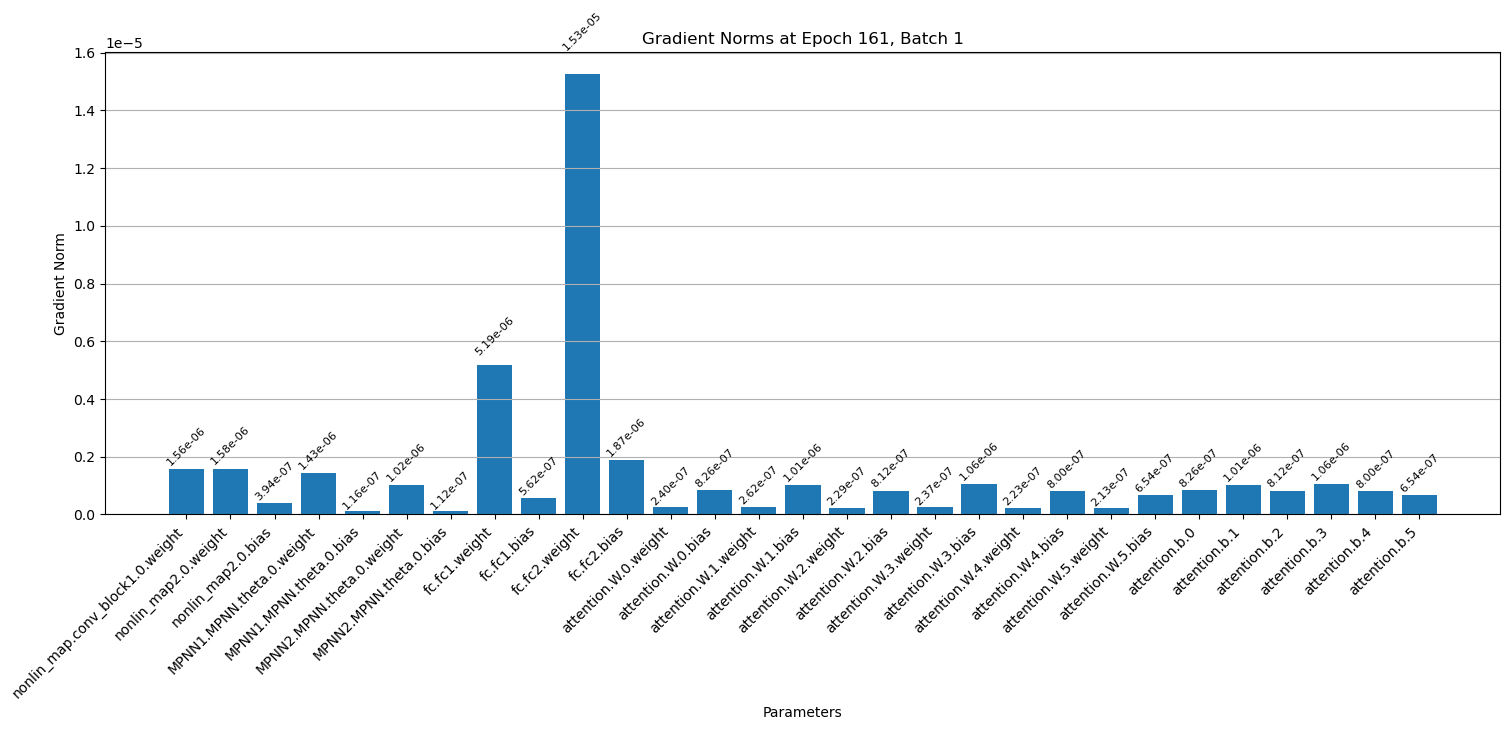 Gradient Norms at Epoch 161, Batch 1
1e−5
1.6
1.4
1.2
1.0
0.8
0.6
0.4
0.2
0.0
Gradient Norm
1.56e-06
1.58e-06
3.94e-07
1.43e-06
1.16e-07
1.02e-06
1.12e-07
5.19e-06
5.62e-07
1.53e-05
1.87e-06
2.40e-07
8.26e-07
2.62e-07
1.01e-06
2.29e-07
8.12e-07
2.37e-07
1.06e-06
2.23e-07
8.00e-07
2.13e-07
6.54e-07
8.26e-07
1.01e-06
8.12e-07
1.06e-06
8.00e-07
6.54e-07
nonlin_map.conv_block1.0.weight
nonlin_map2.0.weight
nonlin_map2.0.bias
MPNN1.MPNN.theta.0.weight
MPNN1.MPNN.theta.0.bias
MPNN2.MPNN.theta.0.weight
MPNN2.MPNN.theta.0.bias
fc.fc1.weight
fc.fc1.bias
fc.fc2.weight
fc.fc2.bias
attention.W.0.weight
attention.W.0.bias
attention.W.1.weight
attention.W.1.bias
attention.W.2.weight
attention.W.2.bias
attention.W.3.weight
attention.W.3.bias
attention.W.4.weight
attention.W.4.bias
attention.W.5.weight
attention.W.5.bias
attention.b.0
attention.b.1
attention.b.2
attention.b.3
attention.b.4
attention.b.5
Parameters